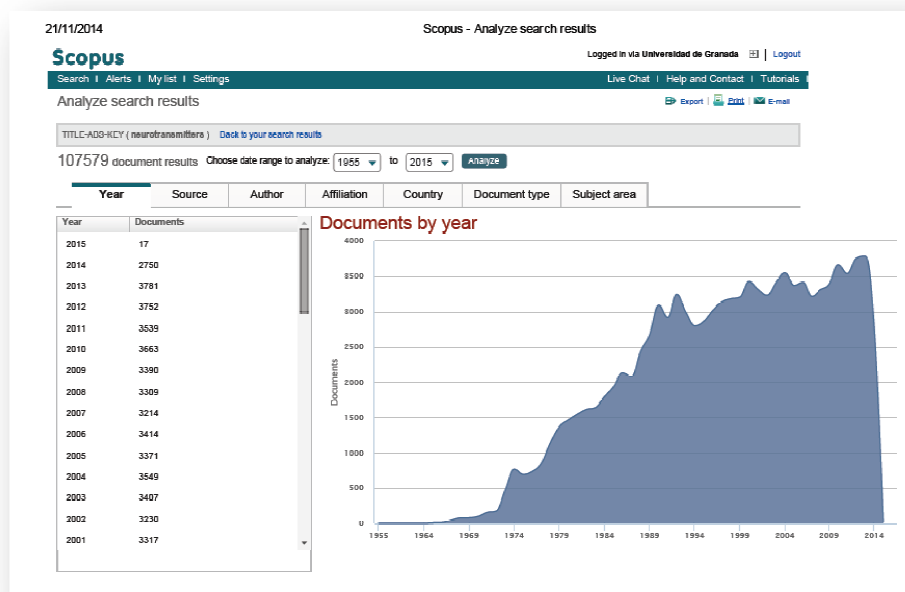 21/11/2014 Scopus - Analyze search results
Scopus Logged in via Universidad de Granada Logout
Search | Alerts | My list | Settings Live Chat | Help and Contact | Tutorials
Analyze search results Export | Print | E-mail
TITLE-ABS-KEY ( neurotransmitters ) Back to your search results
107579 document results Choose date range to analyze: 1955 to 2015 Analyze
Year Source Author Affiliation Country Document type Subject area
Year Documents
2015 17
2014 2750
2013 3781
2012 3752
2011 3539
2010 3663
2009 3390
2008 3309
2007 3214
2006 3414
2005 3371
2004 3549
2003 3407
2002 3230
2001 3317
Documents by year
Documents
4000
3500
3000
2500
2000
1500
1000
500
0
1955 1964 1969 1974 1979 1984 1989 1994 1999 2004 2009 2014